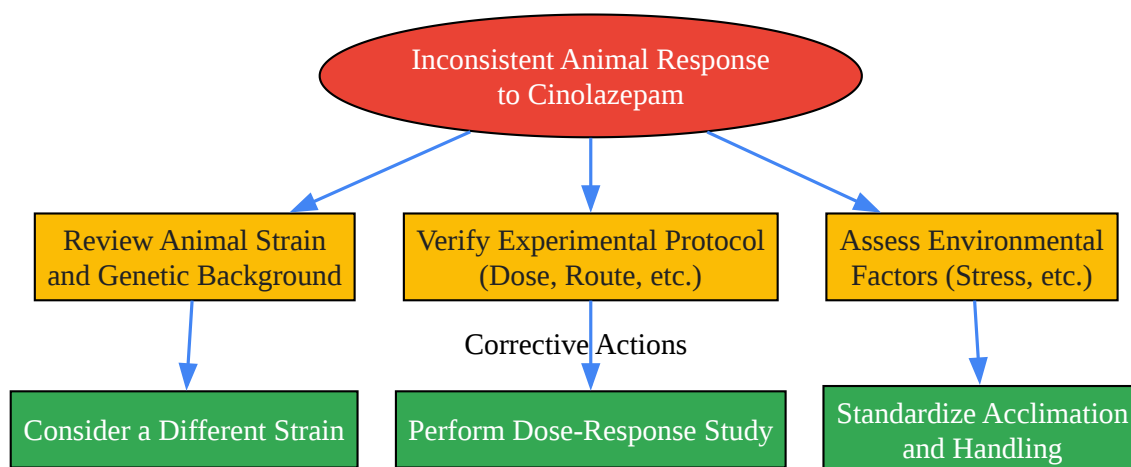 Inconsistent Animal Response
to Cinolazepam
Review Animal Strain
and Genetic Background
Verify Experimental Protocol
(Dose, Route, etc.)
Assess Environmental
Factors (Stress, etc.)
Corrective Actions
Consider a Different Strain
Perform Dose-Response Study
Standardize Acclimation
and Handling